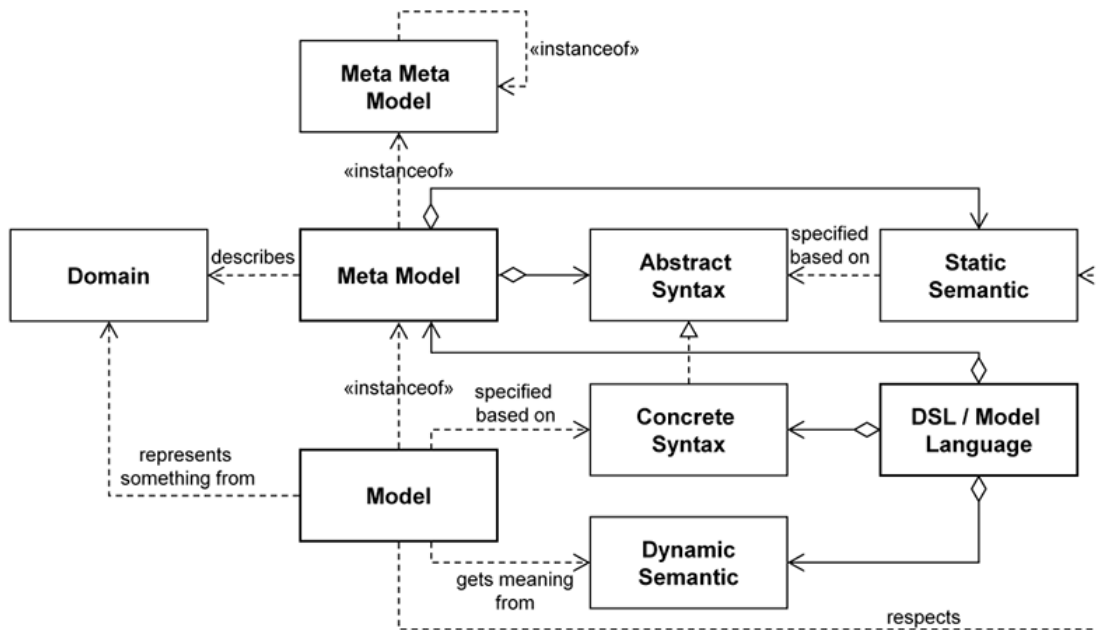 «instanceof»
Meta Meta
Model
«instanceof»
Domain
describes
Meta Model
Abstract
Syntax
specified
based on
Static
Semantic
«instanceof»
specified
based on
Concrete
Syntax
DSL / Model
Language
represents
something from
Model
gets meaning
from
Dynamic
Semantic
respects